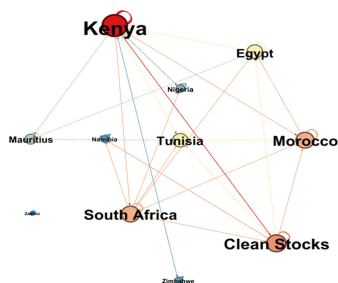 Kenya
Egypt
Nigeria
Mauritius
Namibia
Tunisia
Morocco
Zambia
South Africa
Clean Stocks
Zimbabwe